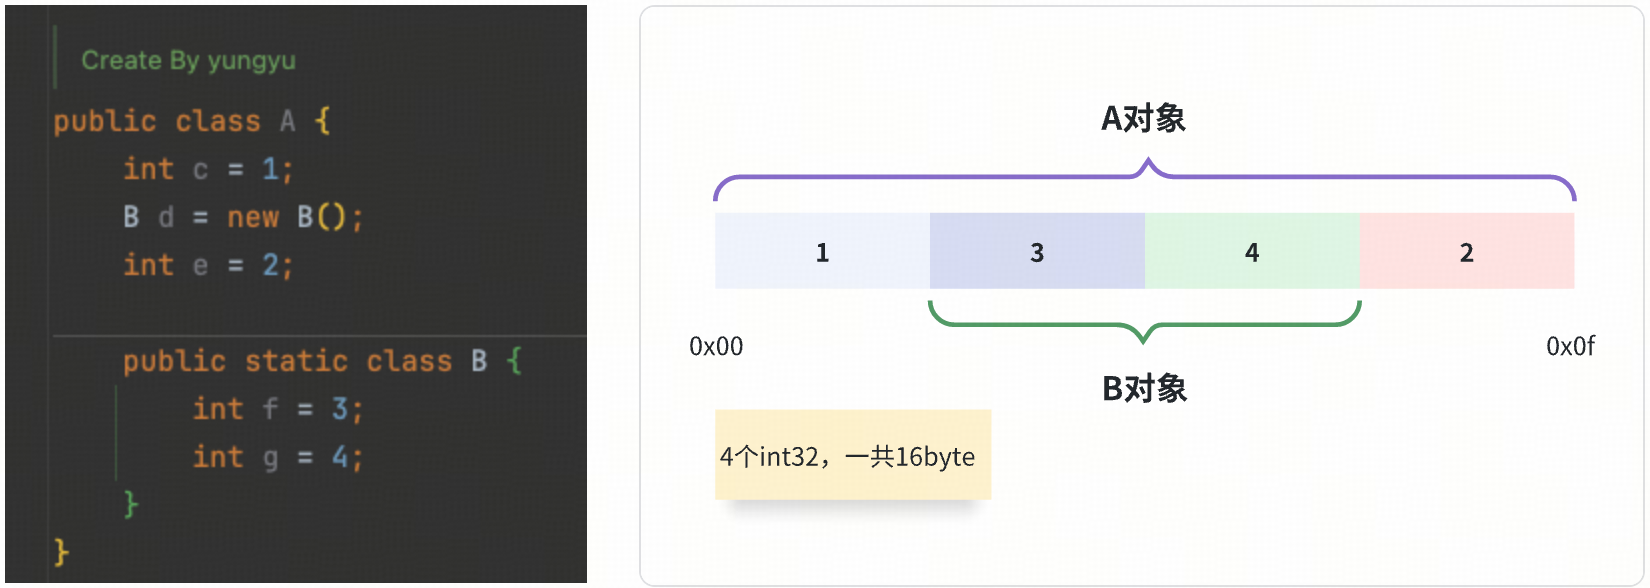 Create By yungyu
public class A {
int c = 1;
B d = new B();
int e = 2;
public static class B {
int f = 3;
int g = 4;
}
}
A对象
1 3 4 2
0x00 0x0f
B对象
4个int32，一共16byte